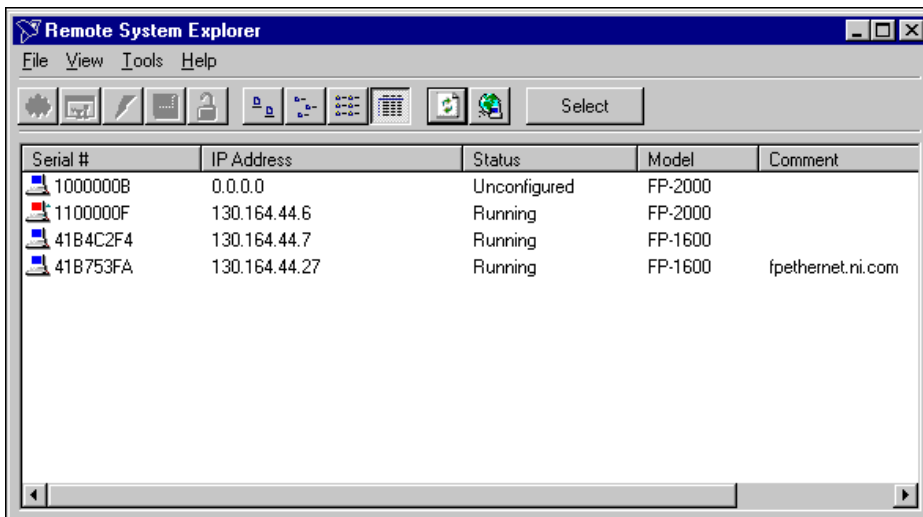 Remote System Explorer
File View Tools Help
Select
Serial # IP Address Status Model Comment
1000000B 0.0.0.0 Unconfigured FP-2000
1100000F 130.164.44.6 Running FP-2000
41B4C2F4 130.164.44.7 Running FP-1600
41B753FA 130.164.44.27 Running FP-1600 fpethernet.ni.com